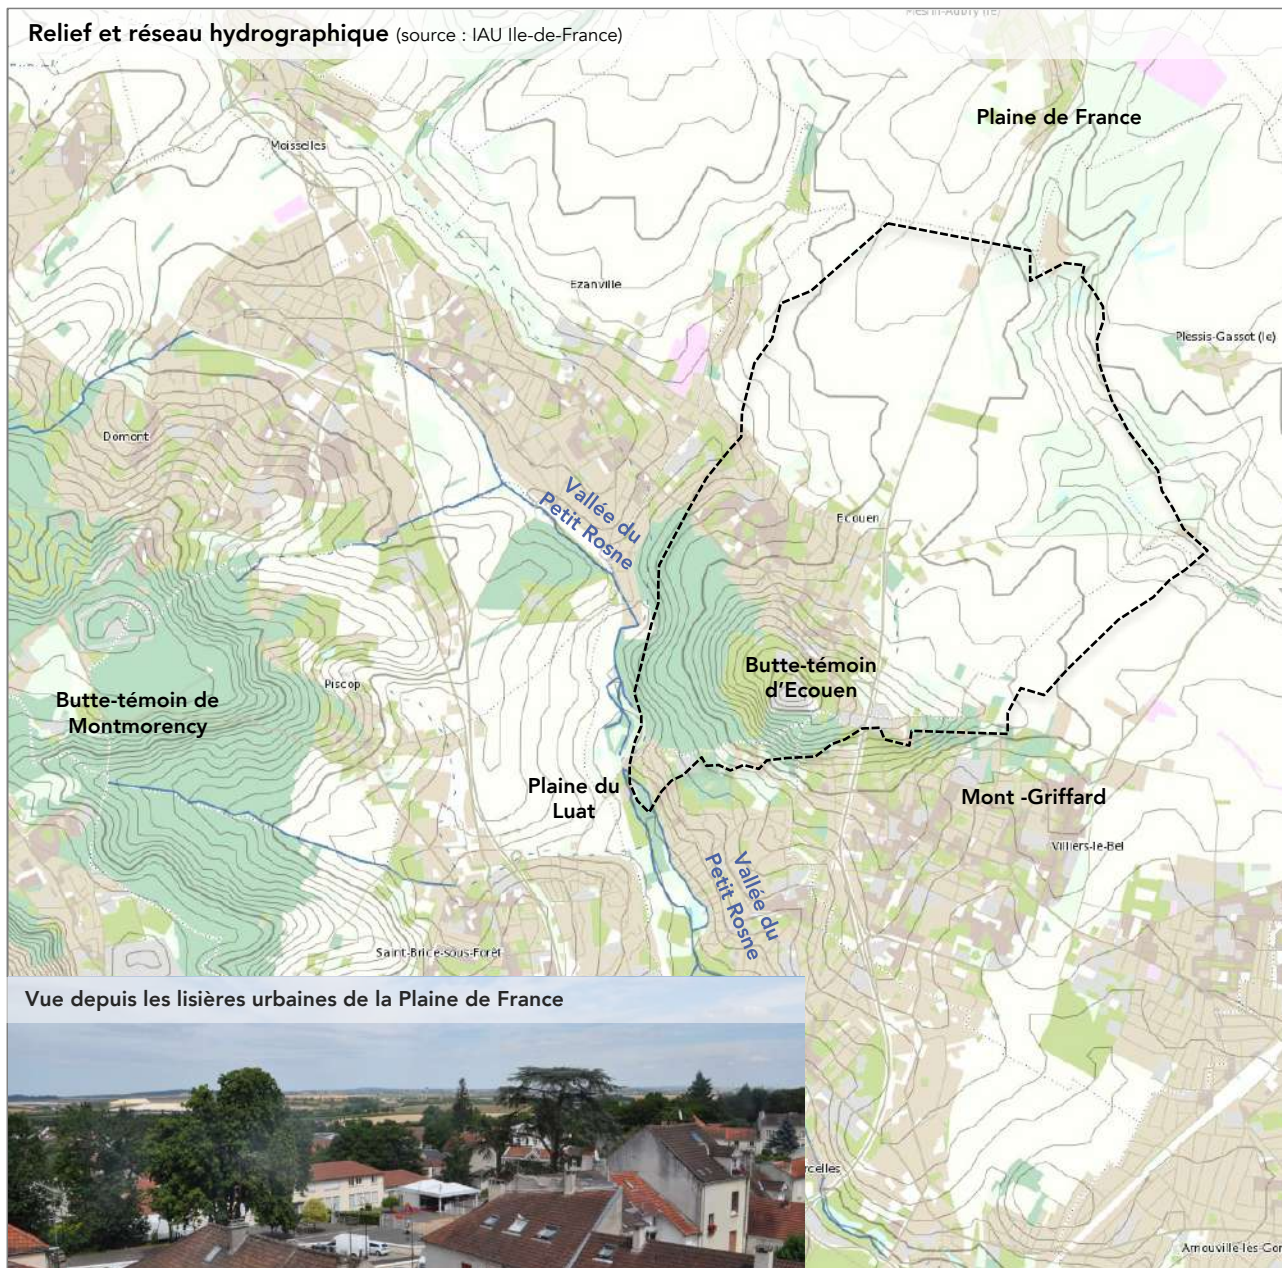 Relief et réseau hydrographique (source : IAU Ile-de-France)
Plaine de France
Moisselles
Ezanville
Plessis-Gassot (le)
Domont
Vallée du
Petit Rosne
Ecouen
Butte-témoin
d'Ecouen
Piscop
Butte-témoin de
Montmorency
Plaine du
Luat
Mont -Griffard
Villiers-le-Bel
Vallée du
Petit Rosne
Saint-Brice-sous-Forêt
Vue depuis les lisières urbaines de la Plaine de France
rcelles
Arnouville-lès-Gon